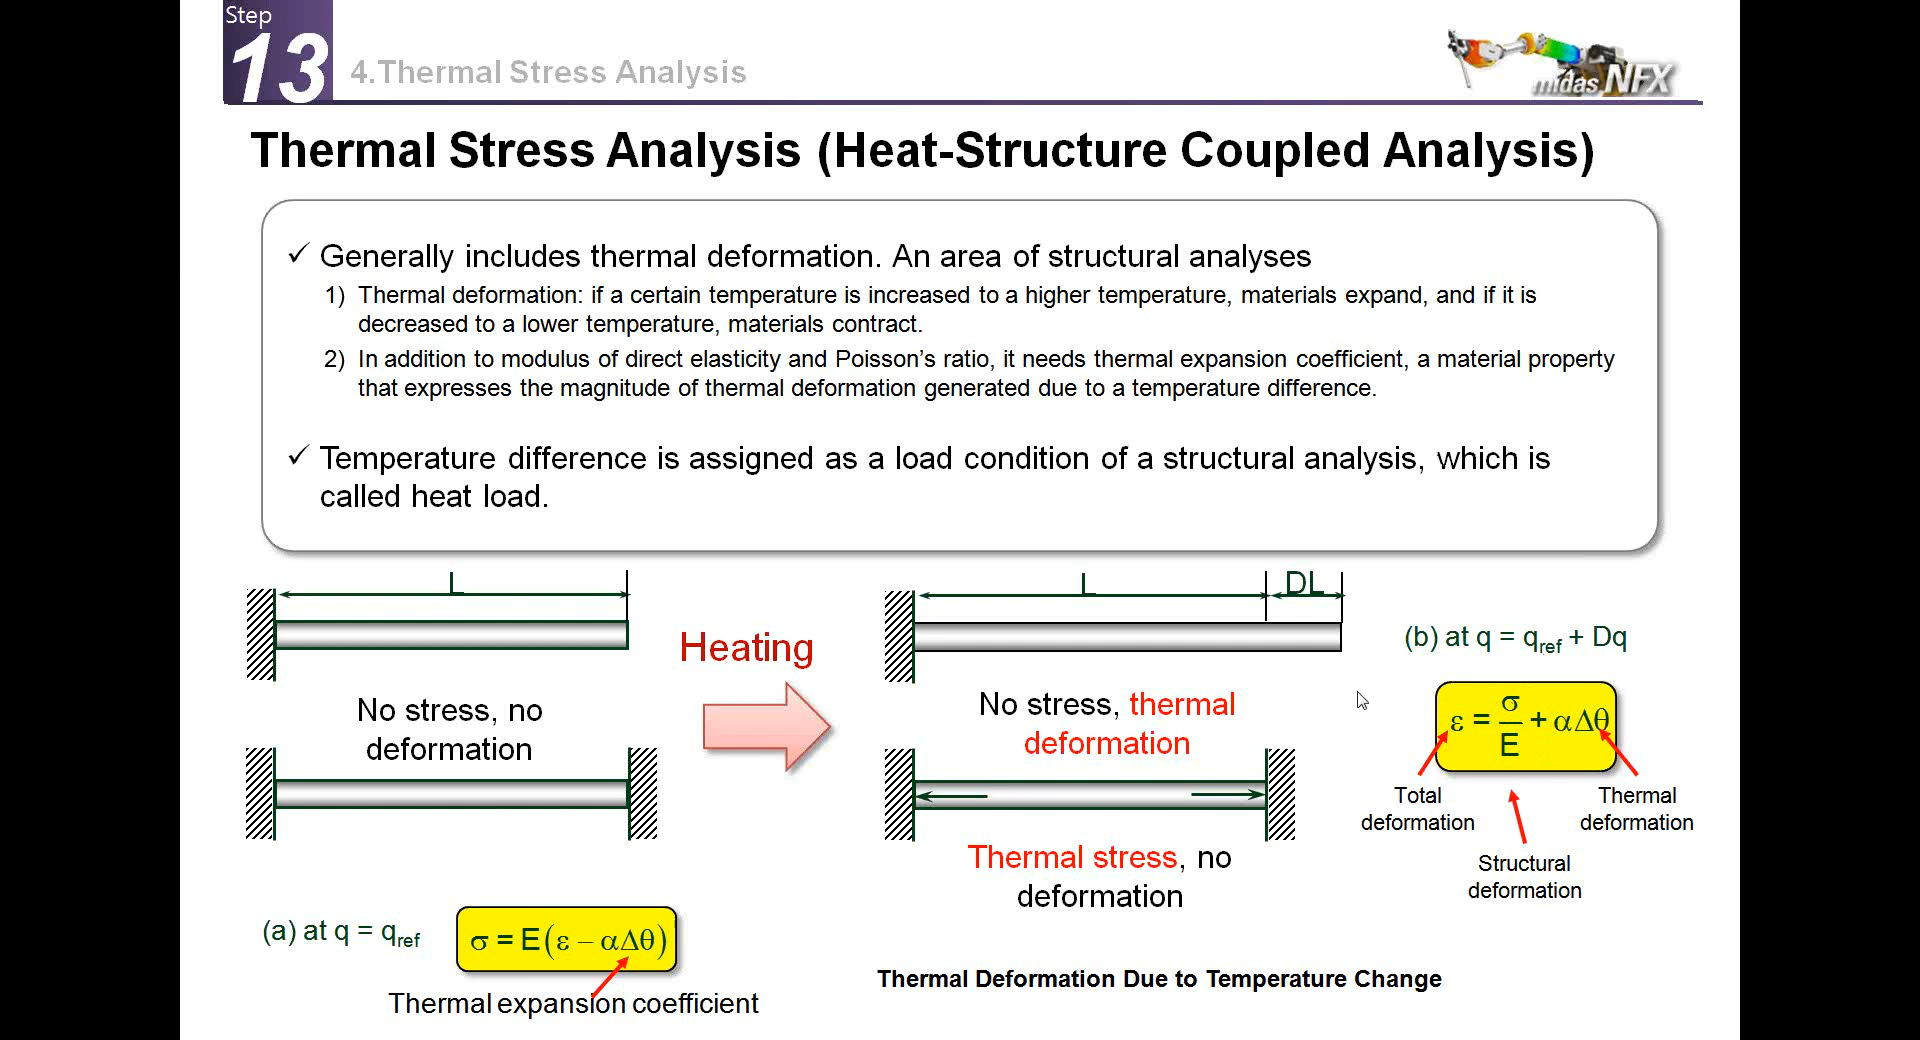 Step
13
4.Thermal Stress Analysis
midas NFX
Thermal Stress Analysis (Heat-Structure Coupled Analysis)
✓ Generally includes thermal deformation. An area of structural analyses
1) Thermal deformation: if a certain temperature is increased to a higher temperature, materials expand, and if it is
decreased to a lower temperature, materials contract.
2) In addition to modulus of direct elasticity and Poisson's ratio, it needs thermal expansion coefficient, a material property
that expresses the magnitude of thermal deformation generated due to a temperature difference.
✓ Temperature difference is assigned as a load condition of a structural analysis, which is
called heat load.
L
No stress, no
deformation
(a) at q = qref
σ = E(ε − αΔθ)
Thermal expansion coefficient
Heating
L
DL
No stress, thermal
deformation
Thermal stress, no
deformation
(b) at q = qref + Dq
ε = σ/E + αΔθ
Total
deformation
Thermal
deformation
Structural
deformation
Thermal Deformation Due to Temperature Change